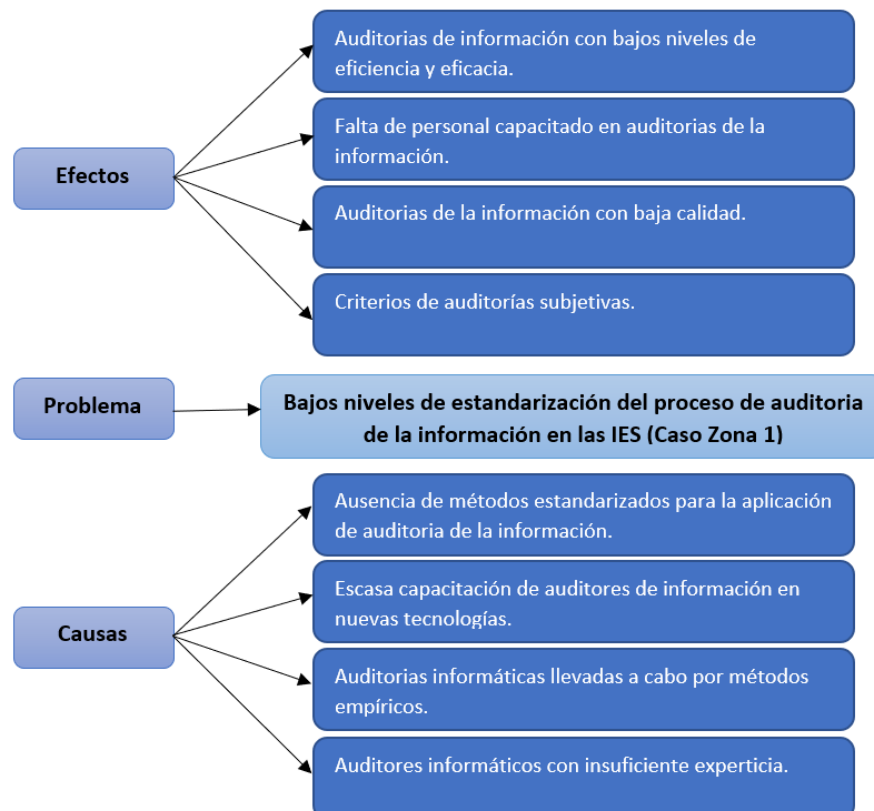 Efectos
Auditorias de información con bajos niveles de
eficiencia y eficacia.
Falta de personal capacitado en auditorias de la
información.
Auditorias de la información con baja calidad.
Criterios de auditorías subjetivas.
Problema
Bajos niveles de estandarización del proceso de auditoria
de la información en las IES (Caso Zona 1)
Causas
Ausencia de métodos estandarizados para la aplicación
de auditoria de la información.
Escasa capacitación de auditores de información en
nuevas tecnologías.
Auditorias informáticas llevadas a cabo por métodos
empíricos.
Auditores informáticos con insuficiente experticia.